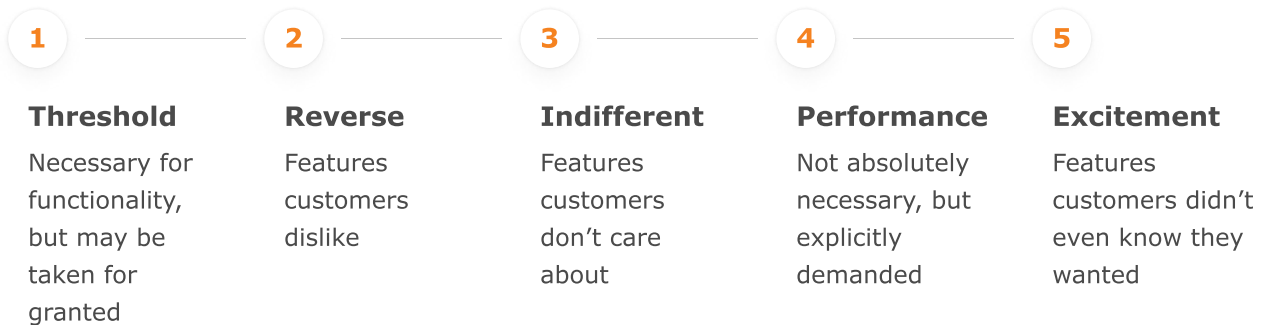 1
Threshold
Necessary for
functionality,
but may be
taken for
granted
2
Reverse
Features
customers
dislike
3
Indifferent
Features
customers
don’t care
about
4
Performance
Not absolutely
necessary, but
explicitly
demanded
5
Excitement
Features
customers didn’t
even know they
wanted